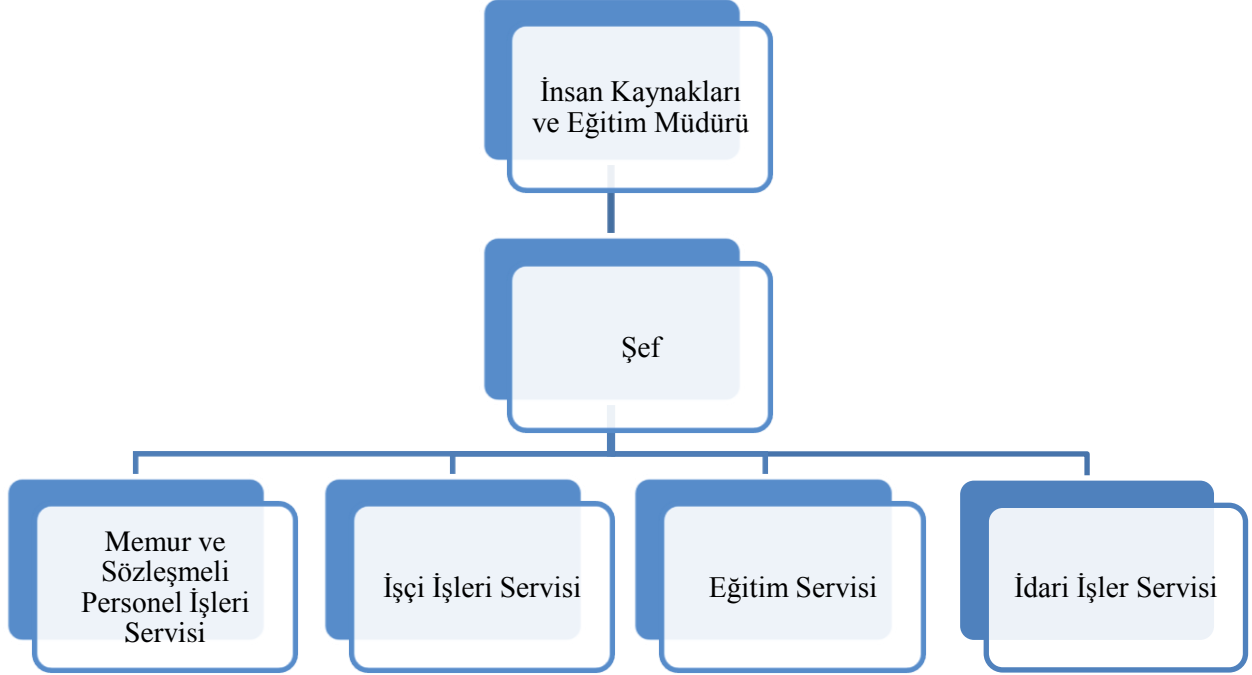 İnsan Kaynakları
ve Eğitim Müdürü
Şef
Memur ve
Sözleşmeli
Personel İşleri
Servisi
İşçi İşleri Servisi
Eğitim Servisi
İdari İşler Servisi